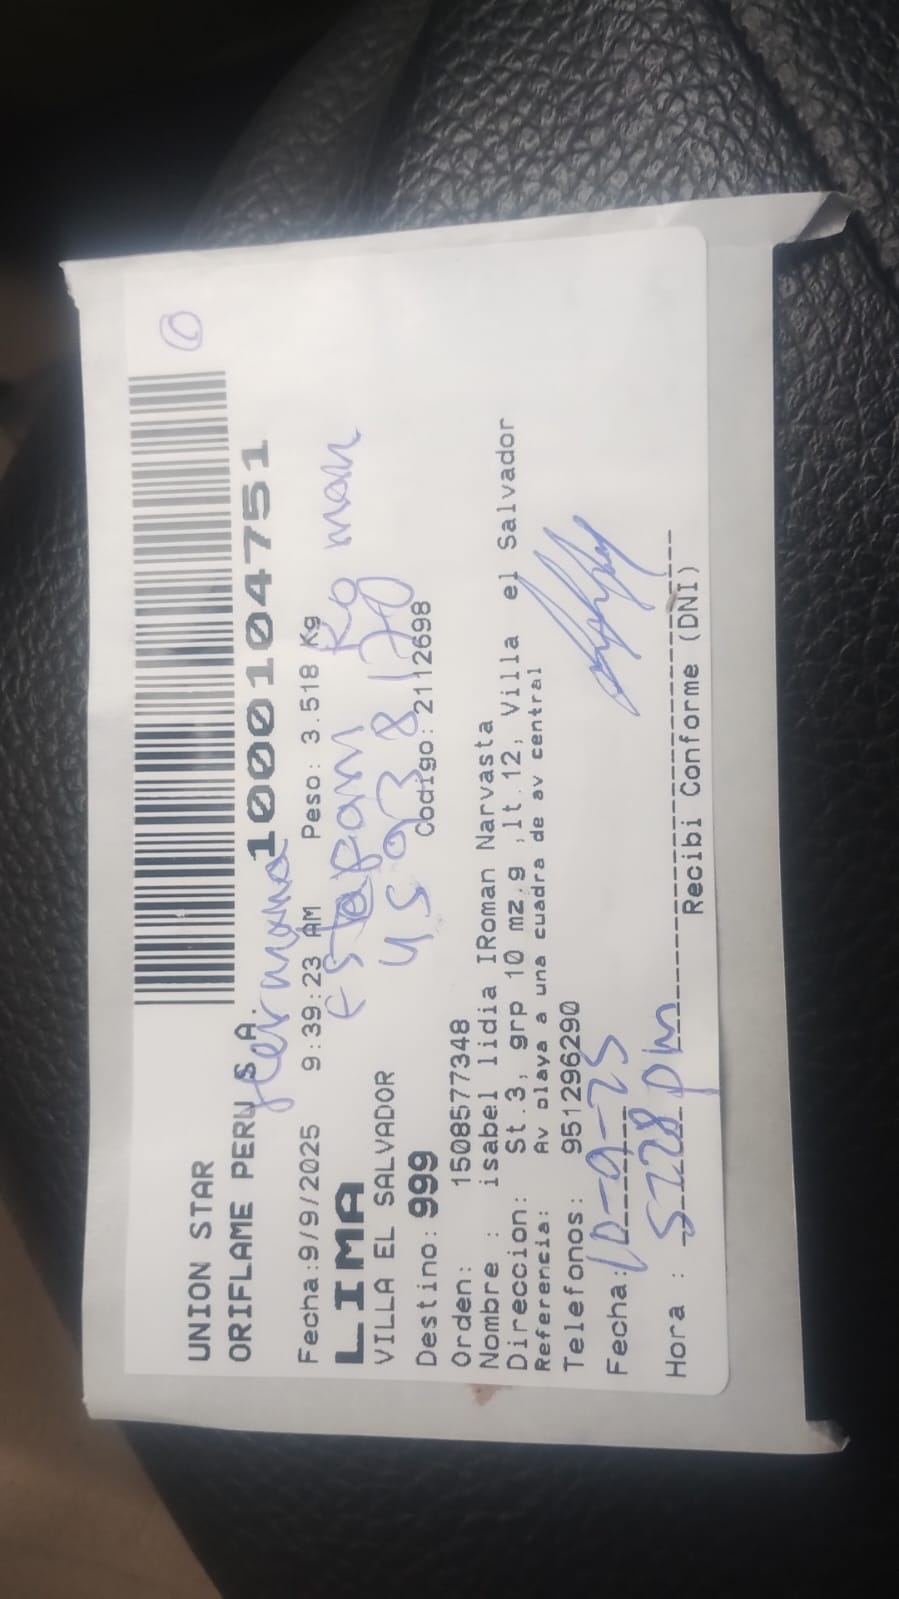 UNION STAR
ORIFLAME PERU S.A.
1000104751
Hermana
Fecha:9/9/2025 9:39:23 AM Peso: 3.518 Kg
Roman
LIMA
VILLA EL SALVADOR
Destino: 999 Codigo:2112698
Orden: 1508577348
Nombre : isabel lidia IRoman Narvasta
Direccion: St.3, grp 10 mz.g ,lt.12, Villa el Salvador
Referencia: Av olaya a una cuadra de av central
Telefonos: 951296290
Fecha:10-9-25
Hora : 5:28 pm
Recibi Conforme (DNI)